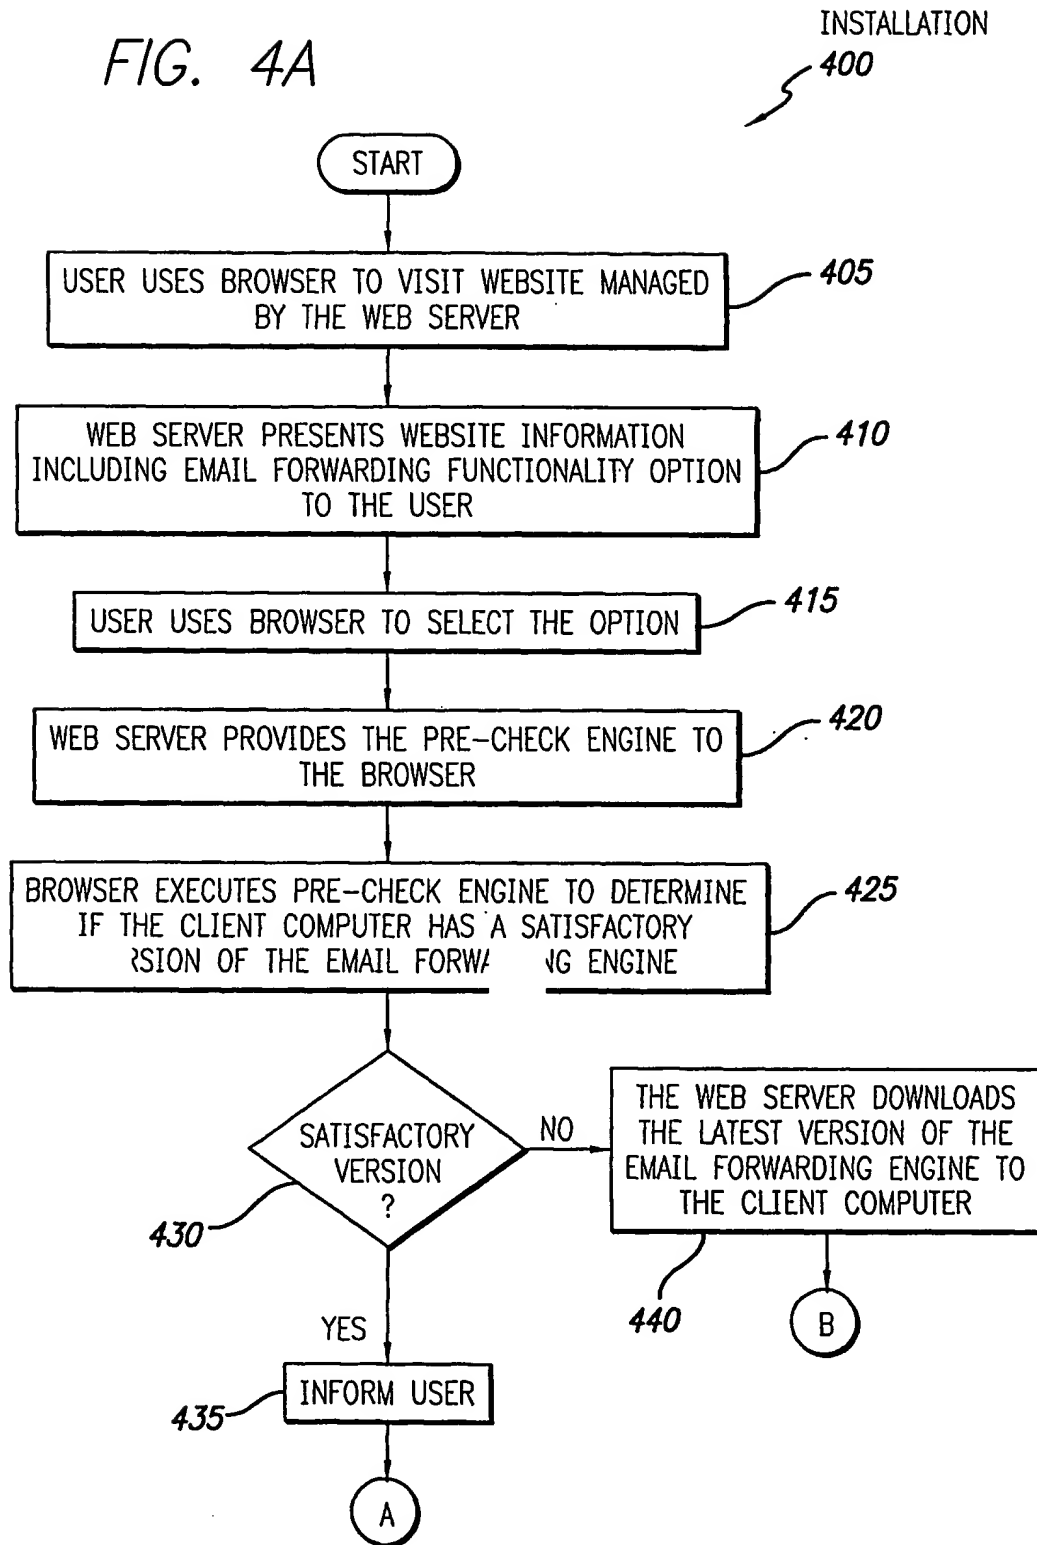 FIG. 4A
INSTALLATION
400
START
USER USES BROWSER TO VISIT WEBSITE MANAGED
BY THE WEB SERVER
405
WEB SERVER PRESENTS WEBSITE INFORMATION
INCLUDING EMAIL FORWARDING FUNCTIONALITY OPTION
TO THE USER
410
USER USES BROWSER TO SELECT THE OPTION
415
WEB SERVER PROVIDES THE PRE-CHECK ENGINE TO
THE BROWSER
420
BROWSER EXECUTES PRE-CHECK ENGINE TO DETERMINE
IF THE CLIENT COMPUTER HAS A SATISFACTORY
OF THE EMAIL ENGINE
425
SATISFACTORY
VERSION
?
430
NO
THE WEB SERVER DOWNLOADS
THE LATEST VERSION OF THE
EMAIL FORWARDING ENGINE TO
THE CLIENT COMPUTER
440
B
YES
INFORM USER
435
A